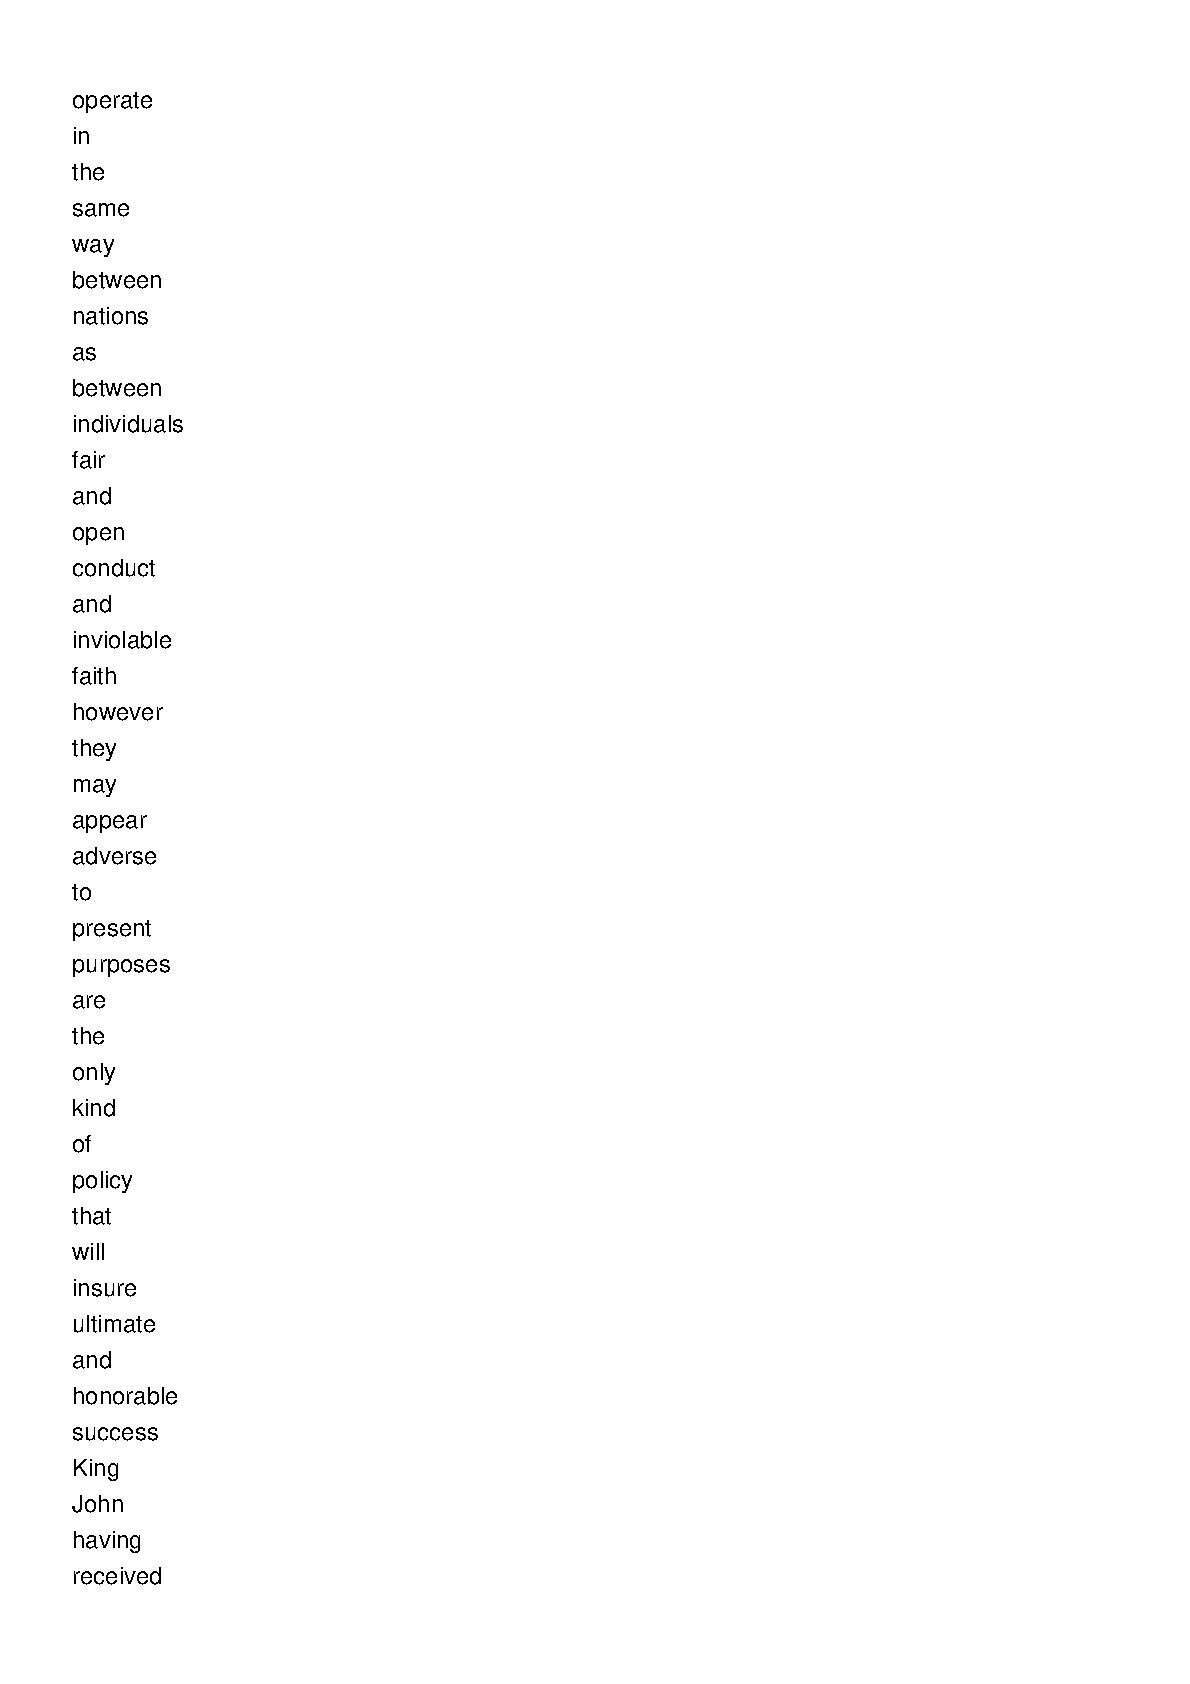 operate
in
the
same
way
between
nations
as
between
individuals
fair
and
open
conduct
and
inviolable
faith
however
they
may
appear
adverse
to
present
purposes
are
the
only
kind
of
policy
that
will
insure
ultimate
and
honorable
success
King
John
having
received